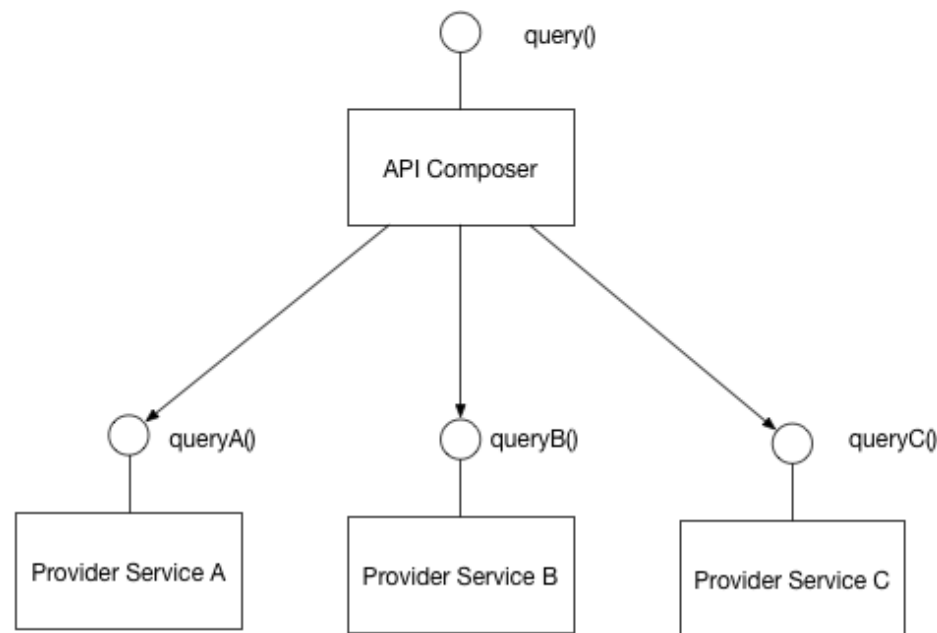 query()
API Composer
queryA()
queryB()
queryC()
Provider Service A
Provider Service B
Provider Service C